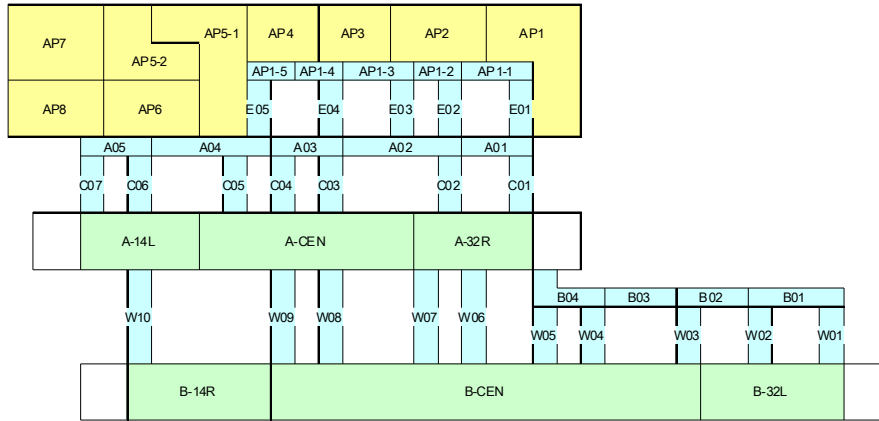 AP7
AP5-1
AP4
AP3
AP2
AP1
AP5-2
AP1-5
AP1-4
AP1-3
AP1-2
AP1-1
AP8
AP6
E05
E04
E03
E02
E01
A05
A04
A03
A02
A01
C07
C06
C05
C04
C03
C02
C01
A-14L
A-CEN
A-32R
B04
B03
B02
B01
W10
W09
W08
W07
W06
W05
W04
W03
W02
W01
B-14R
B-CEN
B-32L